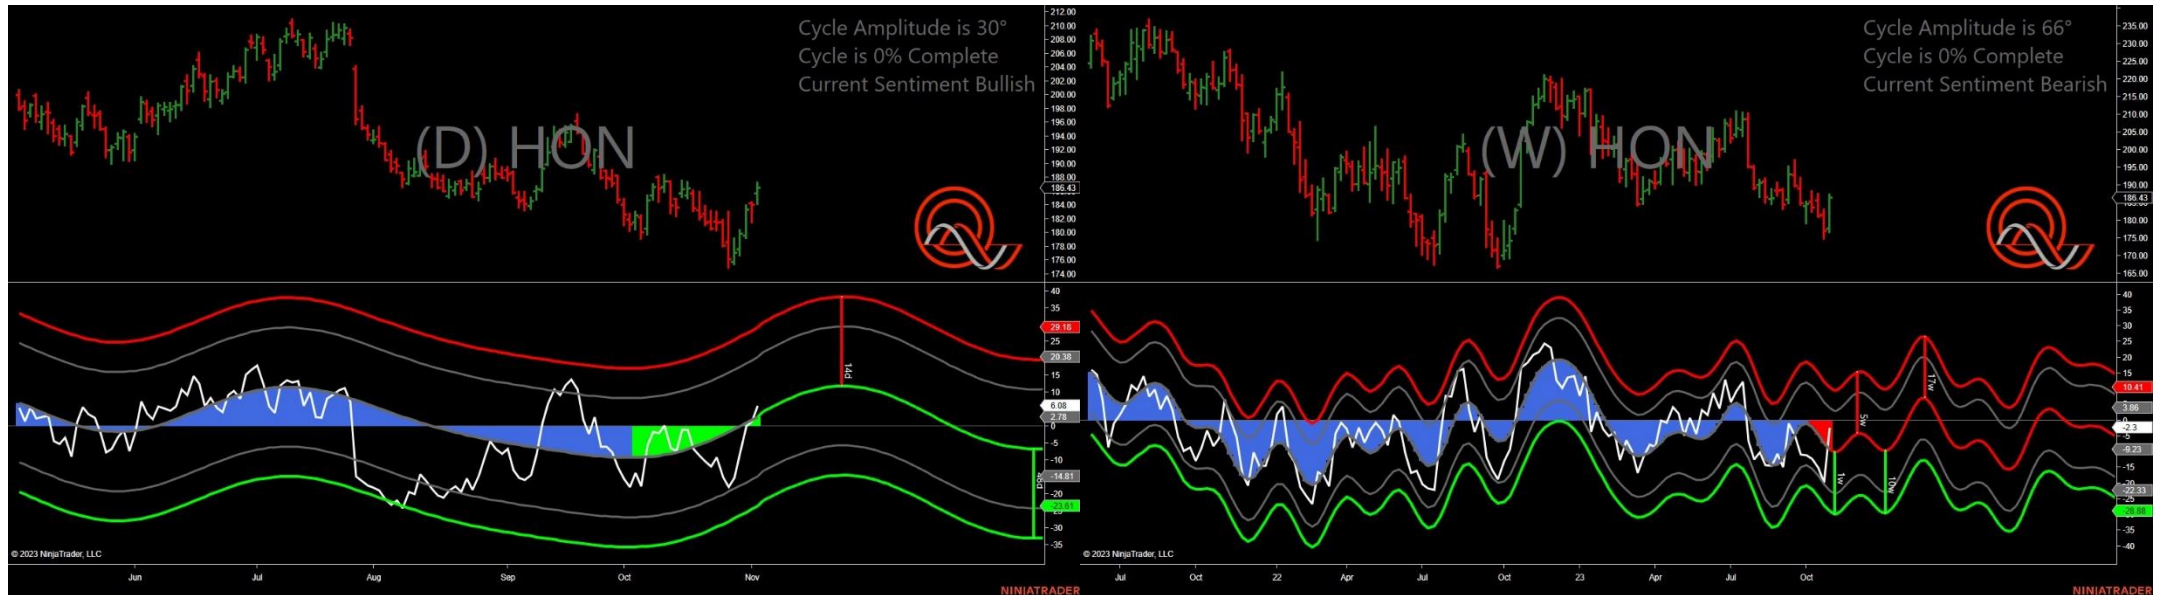 Cycle Amplitude is 30°
Cycle is 0% Complete
Current Sentiment Bullish
(D) HON
212.00
210.00
208.00
206.00
204.00
202.00
200.00
198.00
196.00
194.00
192.00
190.00
188.00
186.43
184.00
182.00
180.00
178.00
176.00
174.00
40
35
29.18
25
20.38
15
10
6.08
2.78
0
-5
-10
-14.81
-20
-23.61
-30
-35
14d
© 2023 NinjaTrader, LLC
Jun
Jul
Aug
Sep
Oct
Nov
NINJATRADER
Cycle Amplitude is 66°
Cycle is 0% Complete
Current Sentiment Bearish
(W) HON
235.00
230.00
225.00
220.00
215.00
210.00
205.00
200.00
195.00
190.00
186.43
180.00
175.00
170.00
165.00
40
35
30
25
20
15
10.41
3.86
0
-2.3
-5
-9.23
-15
-22.33
-25
-28.88
-35
-40
5w
17w
1w
10w
© 2023 NinjaTrader, LLC
Jul
Oct
22
Apr
Jul
Oct
23
Apr
Jul
Oct
NINJATRADER